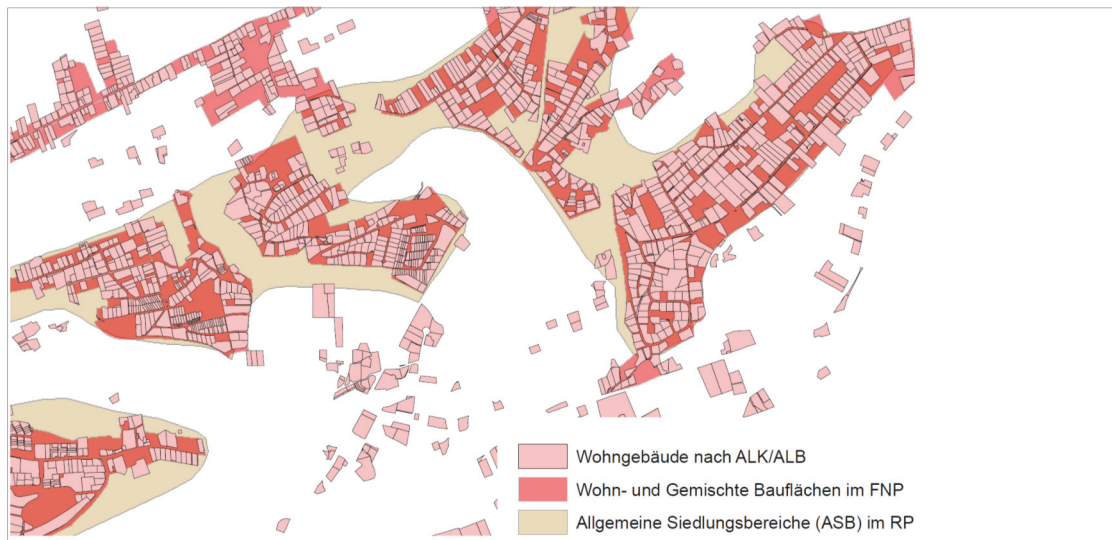 Wohngebäude nach ALK/ALB
Wohn- und Gemischte Bauflächen im FNP
Allgemeine Siedlungsbereiche (ASB) im RP